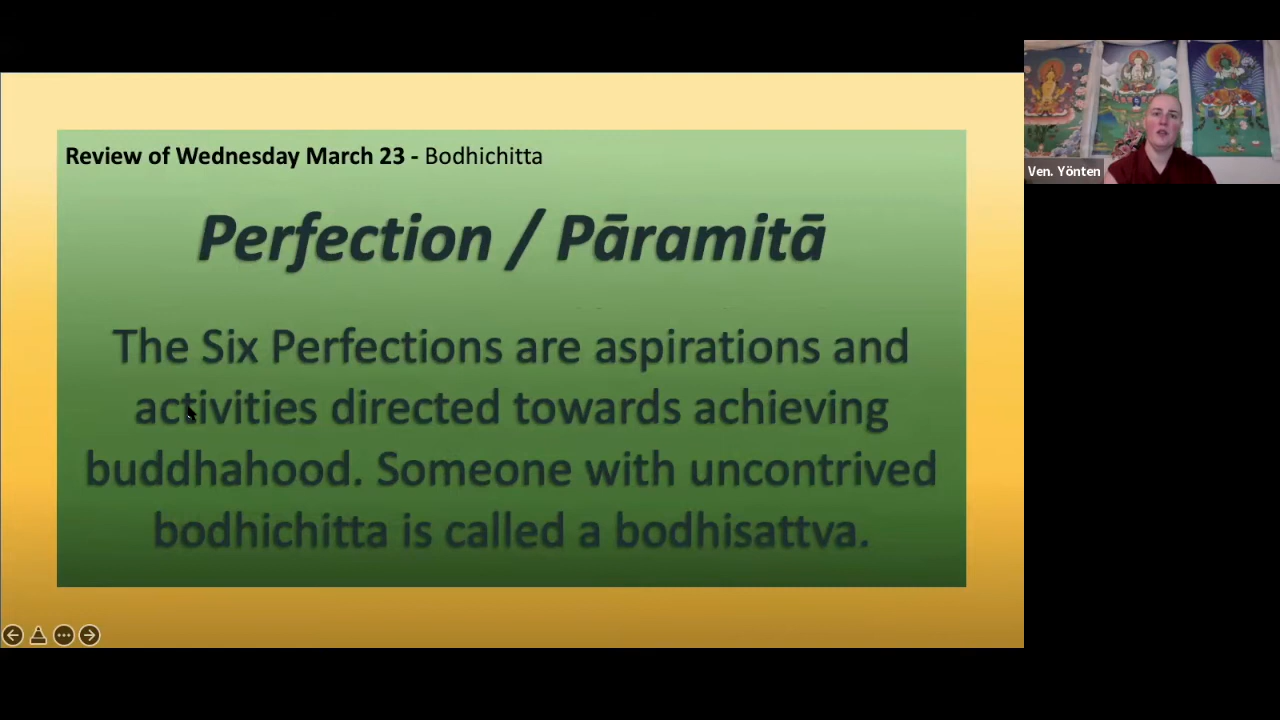 Review of Wednesday March 23 - Bodhichitta
Perfection / Pāramitā
The Six Perfections are aspirations and
activities directed towards achieving
buddhahood. Someone with uncontrived
bodhichitta is called a bodhisattva.
Ven. Yönten